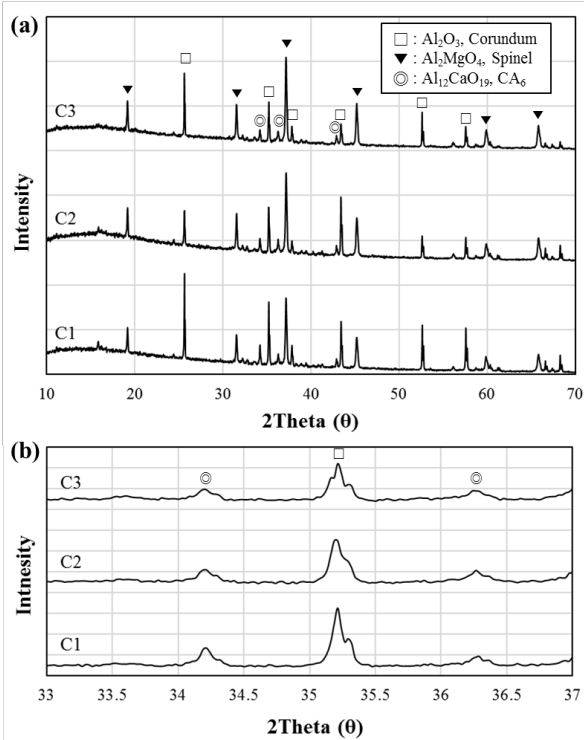 (a)
□ : Al₂O₃, Corundum
▼ : Al₂MgO₄, Spinel
◎ : Al₁₂CaO₁₉, CA₆
C3
C2
C1
Intensity
10 20 30 40 50 60 70
2Theta (θ)
(b)
C3
C2
C1
Intnesity
33 33.5 34 34.5 35 35.5 36 36.5 37
2Theta (θ)